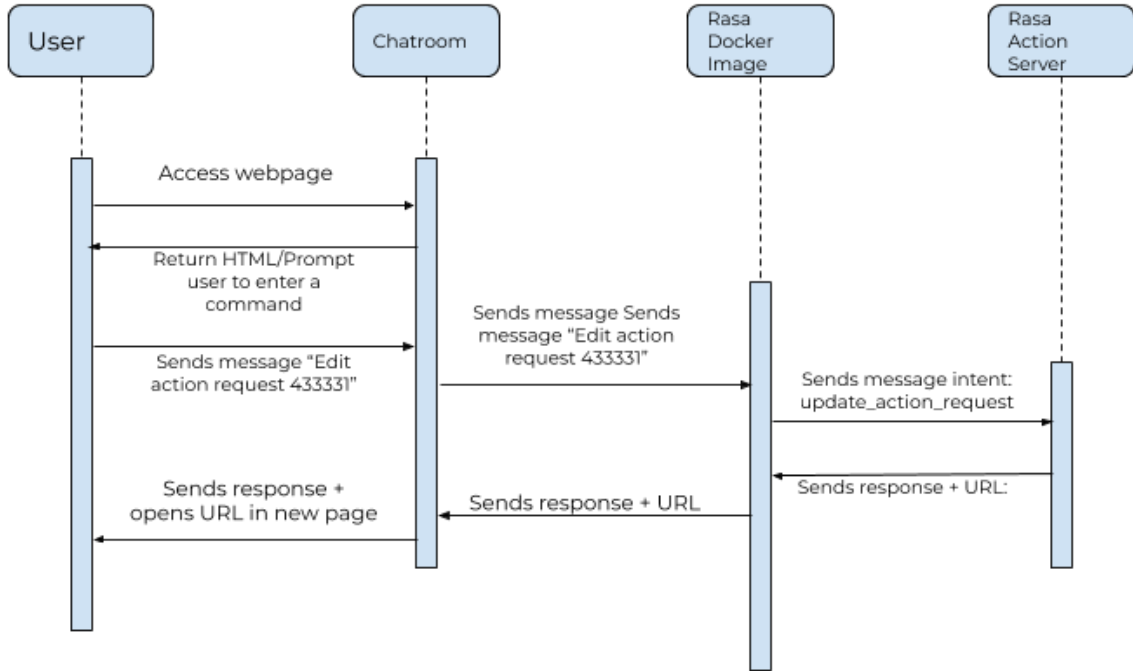 User
Chatroom
Rasa
Docker
Image
Rasa
Action
Server
Access webpage
Return HTML/Prompt
user to enter a
command
Sends message Sends
message “Edit action
request 433331”
Sends message “Edit
action request 433331”
Sends message intent:
update_action_request
Sends response + URL:
Sends response + URL
Sends response +
opens URL in new page